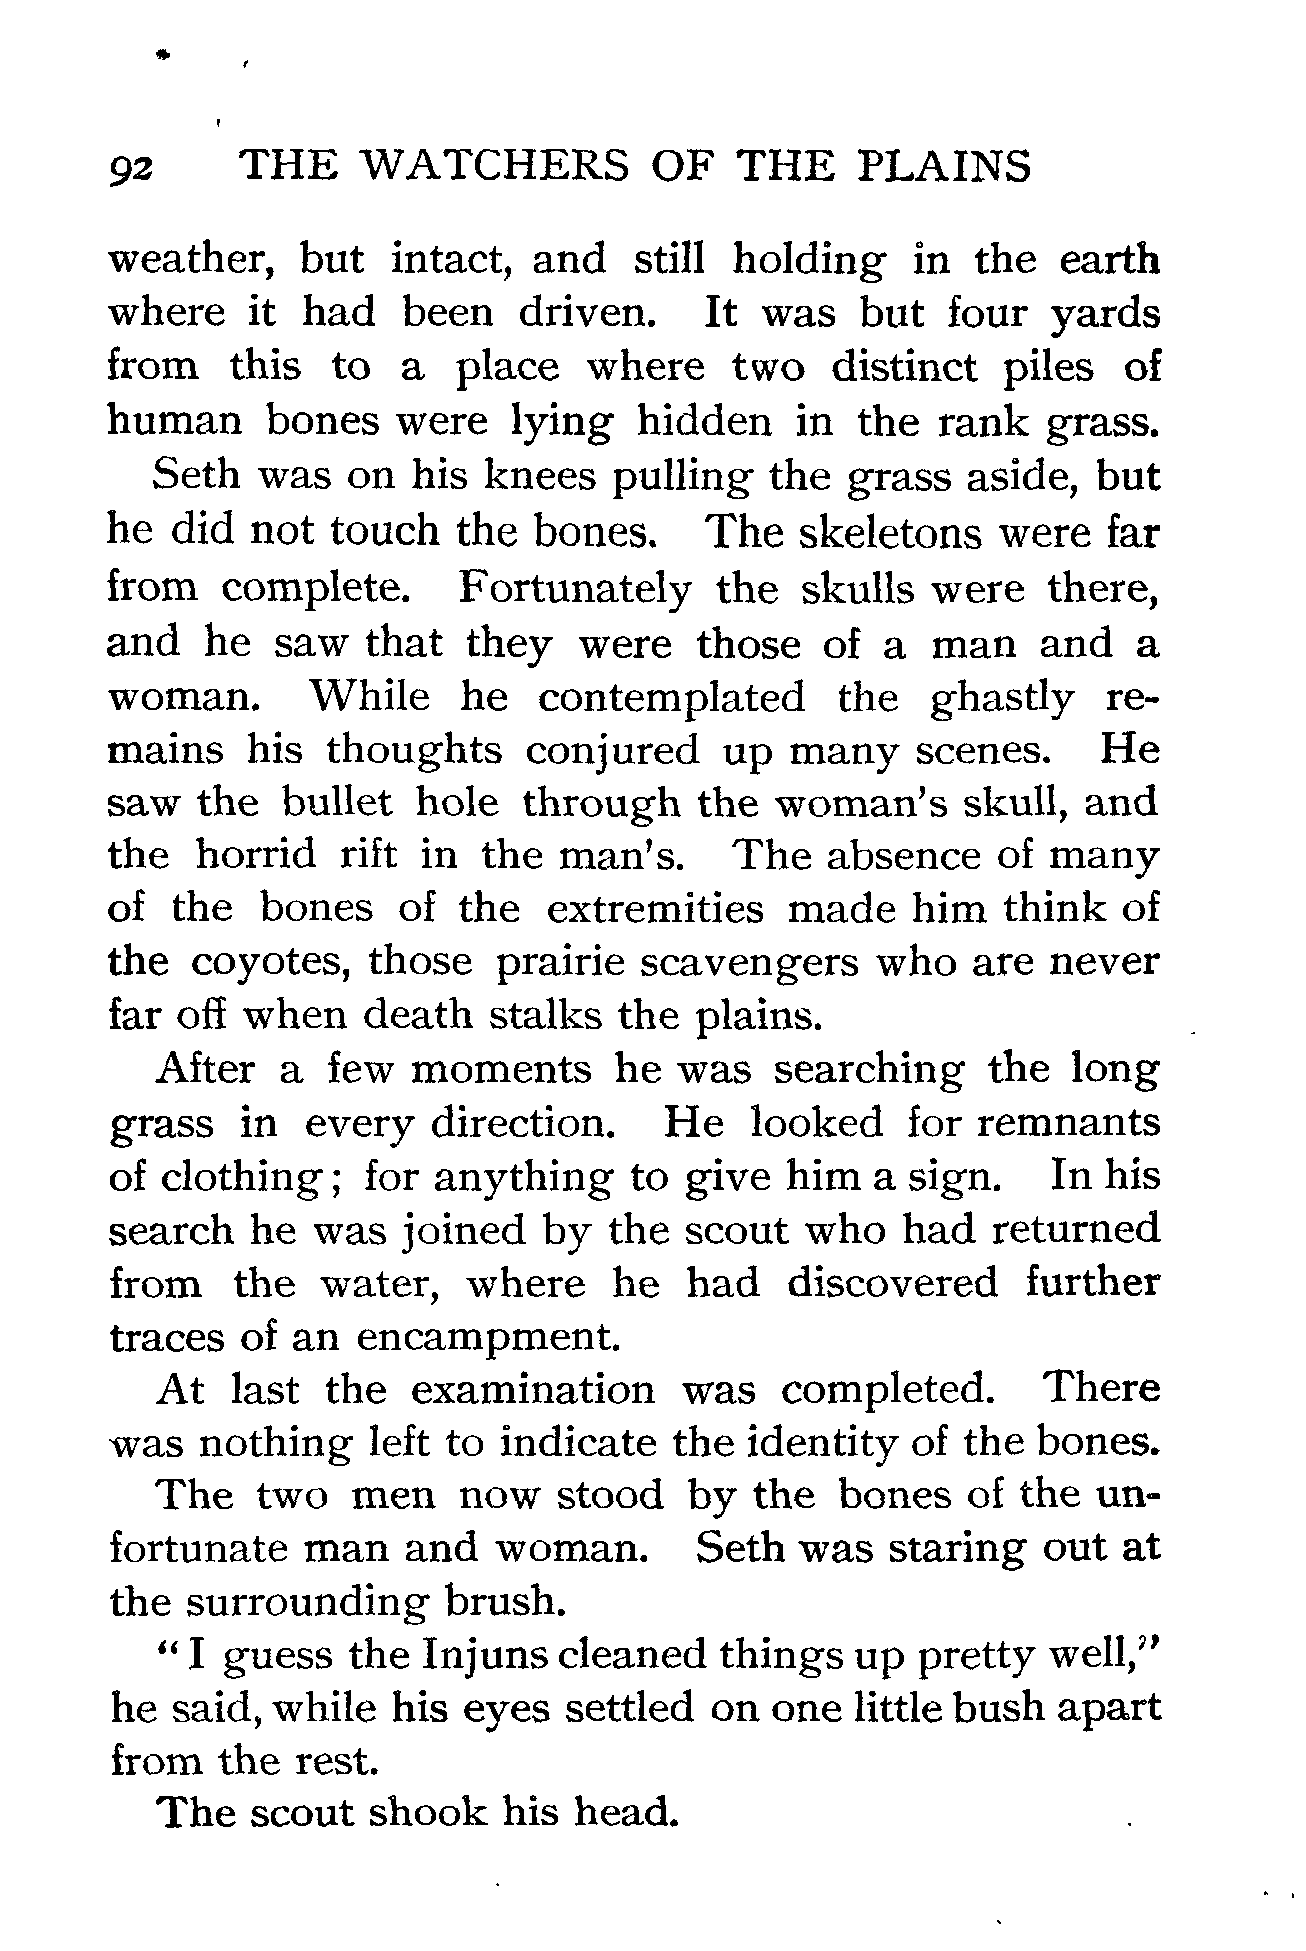 92 THE WATCHERS OF THE PLAINS
weather, but intact, and still holding in the earth
where it had been driven. It was but four yards
from this to a place where two distinct piles of
human bones were lying hidden in the rank grass.
Seth was on his knees pulling the grass aside, but
he did not touch the bones. The skeletons were far
from complete. Fortunately the skulls were there,
and he saw that they were those of a man and a
woman. While he contemplated the ghastly re-
mains his thoughts conjured up many scenes. He
saw the bullet hole through the woman's skull, and
the horrid rift in the man's. The absence of many
of the bones of the extremities made him think of
the coyotes, those prairie scavengers who are never
far off when death stalks the plains.
After a few moments he was searching the long
grass in every direction. He looked for remnants
of clothing; for anything to give him a sign. In his
search he was joined by the scout who had returned
from the water, where he had discovered further
traces of an encampment.
At last the examination was completed. There
was nothing left to indicate the identity of the bones.
The two men now stood by the bones of the un-
fortunate man and woman. Seth was staring out at
the surrounding brush.
"I guess the Injuns cleaned things up pretty well,"
he said, while his eyes settled on one little bush apart
from the rest.
The scout shook his head.